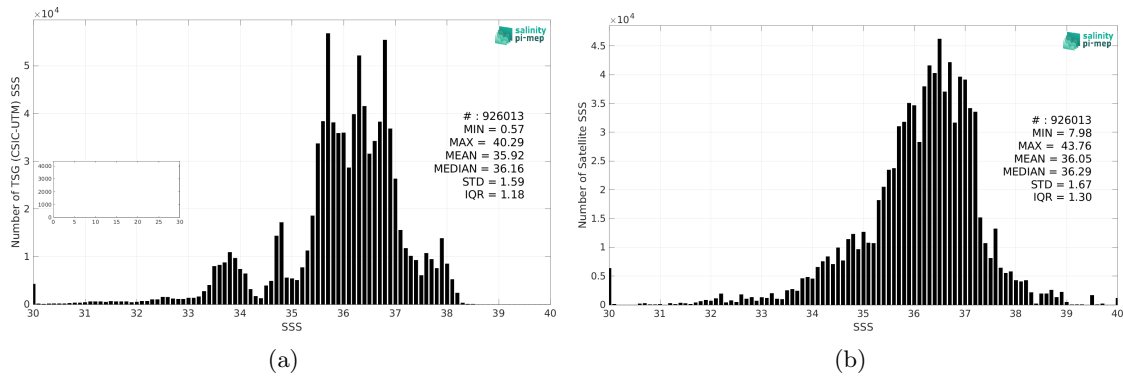 ×10⁴
6
5
4
3
2
1
0
Number of TSG (CSIC-UTM) SSS
salinity
pi-mep
# : 926013
MIN = 0.57
MAX = 40.29
MEAN = 35.92
MEDIAN = 36.16
STD = 1.59
IQR = 1.18
4000
3000
2000
1000
0
0 5 10 15 20 25 30
30 31 32 33 34 35 36 37 38 39 40
SSS
(a)
×10⁴
4.5
4
3.5
3
2.5
2
1.5
1
0.5
0
Number of Satellite SSS
salinity
pi-mep
# : 926013
MIN = 7.98
MAX = 43.76
MEAN = 36.05
MEDIAN = 36.29
STD = 1.67
IQR = 1.30
30 31 32 33 34 35 36 37 38 39 40
SSS
(b)